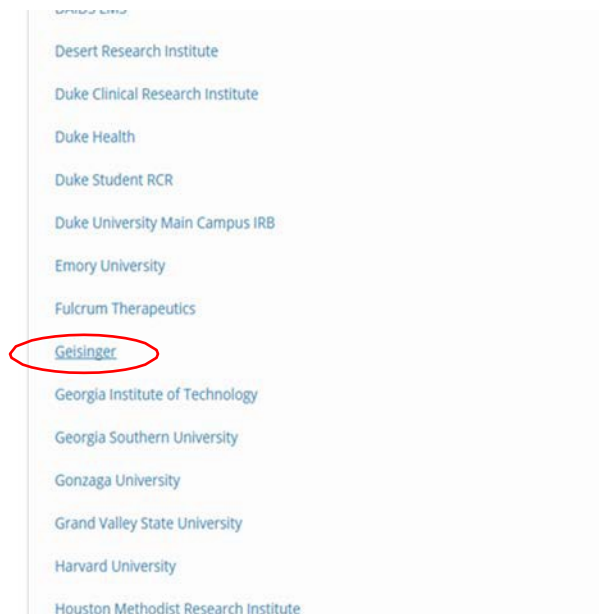 DAIDS LMS
Desert Research Institute
Duke Clinical Research Institute
Duke Health
Duke Student RCR
Duke University Main Campus IRB
Emory University
Fulcrum Therapeutics
Geisinger
Georgia Institute of Technology
Georgia Southern University
Gonzaga University
Grand Valley State University
Harvard University
Houston Methodist Research Institute